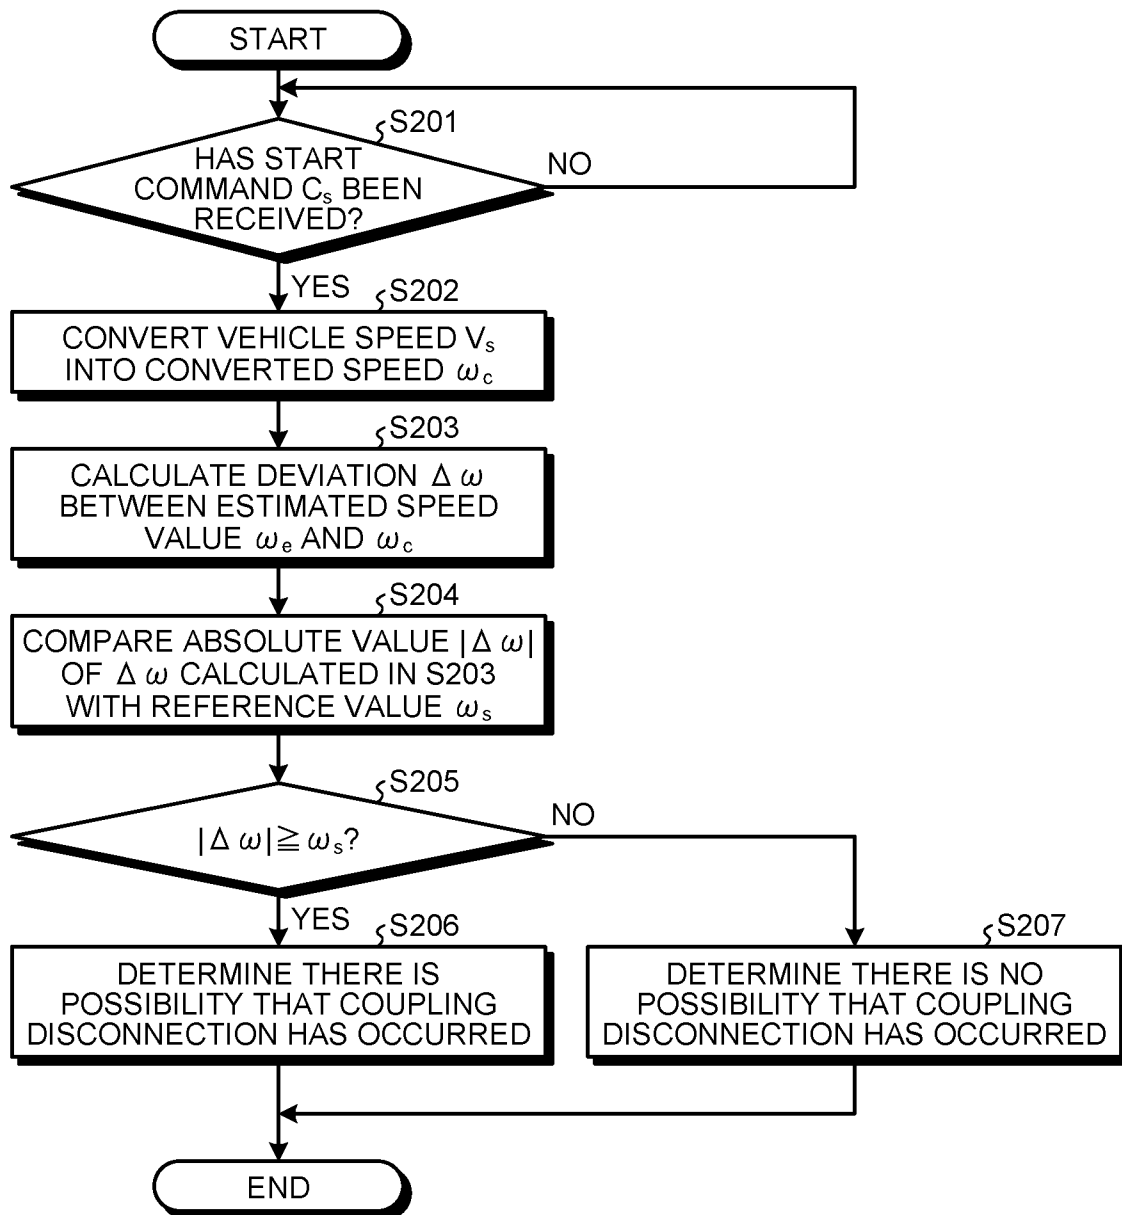 START
S201
HAS START
COMMAND Cₛ BEEN
RECEIVED?
NO
YES
S202
CONVERT VEHICLE SPEED Vₛ
INTO CONVERTED SPEED ω꜀
S203
CALCULATE DEVIATION Δω
BETWEEN ESTIMATED SPEED
VALUE ωₑ AND ω꜀
S204
COMPARE ABSOLUTE VALUE |Δω|
OF Δω CALCULATED IN S203
WITH REFERENCE VALUE ωₛ
S205
|Δω|≧ωₛ?
NO
YES
S206
DETERMINE THERE IS
POSSIBILITY THAT COUPLING
DISCONNECTION HAS OCCURRED
S207
DETERMINE THERE IS NO
POSSIBILITY THAT COUPLING
DISCONNECTION HAS OCCURRED
END